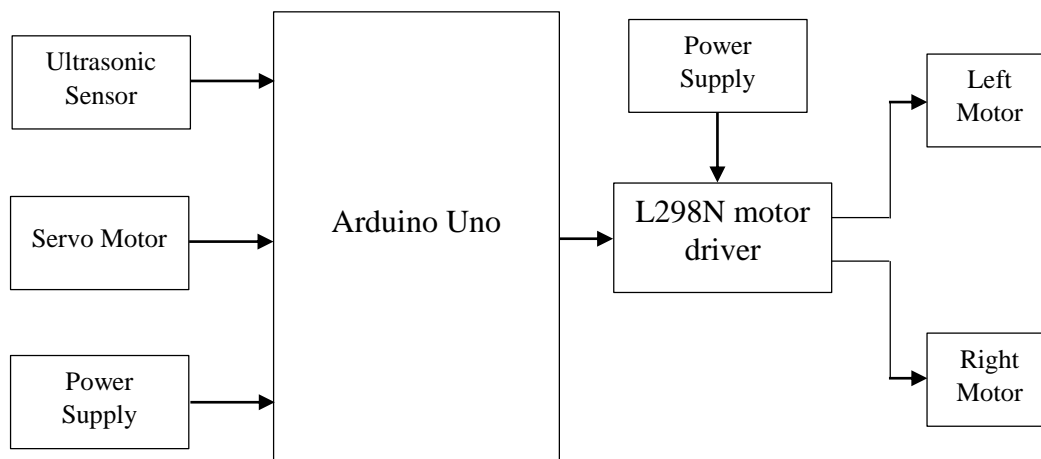 Ultrasonic
Sensor
Servo Motor
Power
Supply
Arduino Uno
Power
Supply
L298N motor
driver
Left
Motor
Right
Motor